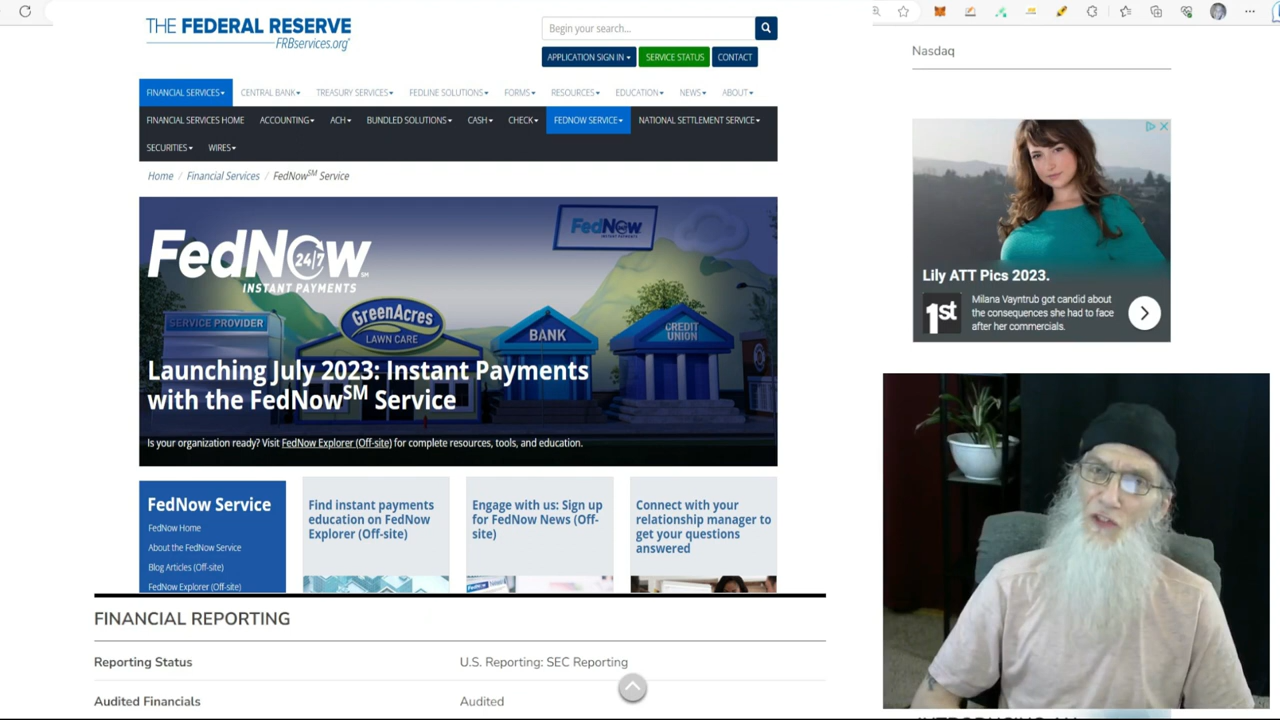 THE FEDERAL RESERVE
FRBservices.org®
Begin your search...
APPLICATION SIGN IN
SERVICE STATUS
CONTACT
FINANCIAL SERVICES
CENTRAL BANK
TREASURY SERVICES
FEDLINE SOLUTIONS
FORMS
RESOURCES
EDUCATION
NEWS
ABOUT
FINANCIAL SERVICES HOME
ACCOUNTING
ACH
BUNDLED SOLUTIONS
CASH
CHECK
FEDNOW SERVICE
NATIONAL SETTLEMENT SERVICE
SECURITIES
WIRES
Home / Financial Services / FedNowSM Service
FedNow
INSTANT PAYMENTS
FedNow
24/7
SM
INSTANT PAYMENTS
SERVICE PROVIDER
GREENACRES
LAWN CARE
BANK
CREDIT
UNION
Launching July 2023: Instant Payments
with the FedNowSM Service
Is your organization ready? Visit FedNow Explorer (Off-site) for complete resources, tools, and education.
FedNow Service
FedNow Home
About the FedNow Service
Blog Articles (Off-site)
FedNow Explorer (Off-site)
Find instant payments
education on FedNow
Explorer (Off-site)
Engage with us: Sign up
for FedNow News (Off-
site)
Connect with your
relationship manager to
get your questions
answered
FINANCIAL REPORTING
Reporting Status
U.S. Reporting: SEC Reporting
Audited Financials
Audited
Nasdaq
Lily ATT Pics 2023.
1st
Milana Vayntrub got candid about
the consequences she had to face
after her commercials.